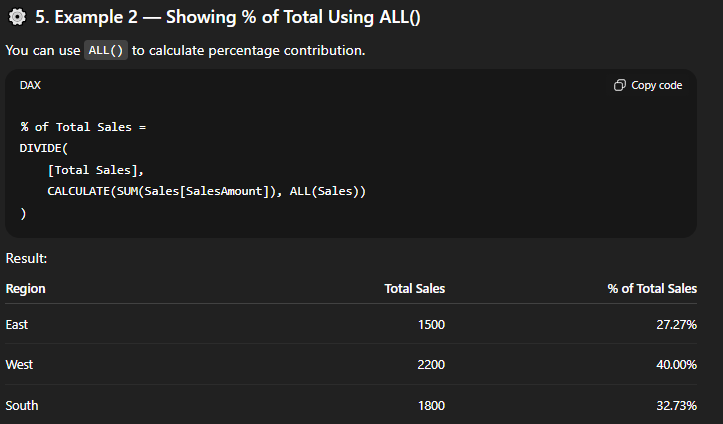 ⚙️ 5. Example 2 — Showing % of Total Using ALL()
You can use ALL() to calculate percentage contribution.
DAX Copy code
% of Total Sales =
DIVIDE(
    [Total Sales],
    CALCULATE(SUM(Sales[SalesAmount]), ALL(Sales))
)
Result:
Region Total Sales % of Total Sales
East 1500 27.27%
West 2200 40.00%
South 1800 32.73%